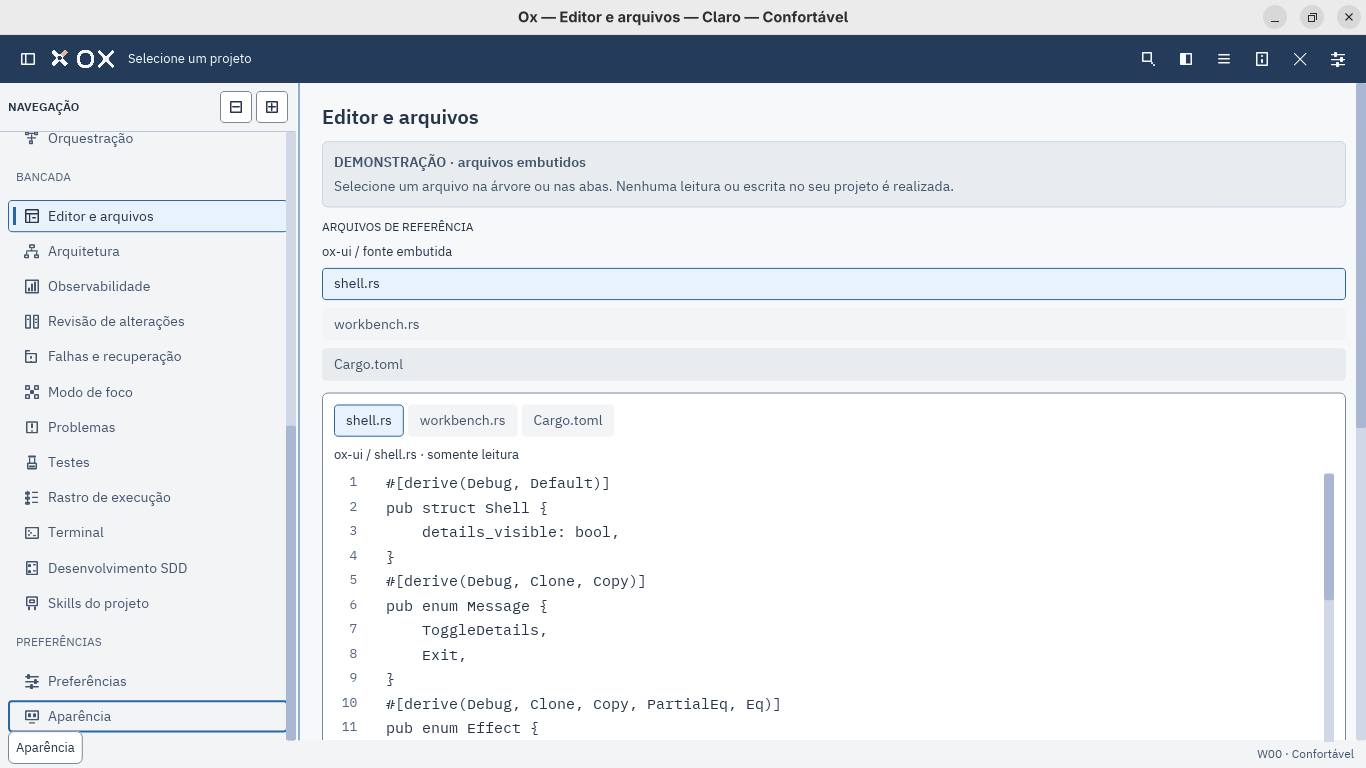 Ox — Editor e arquivos — Claro — Confortável
OX
Selecione um projeto
NAVEGAÇÃO
Orquestração
BANCADA
Editor e arquivos
Arquitetura
Observabilidade
Revisão de alterações
Falhas e recuperação
Modo de foco
Problemas
Testes
Rastro de execução
Terminal
Desenvolvimento SDD
Skills do projeto
PREFERÊNCIAS
Preferências
Aparência
Aparência
Editor e arquivos
DEMONSTRAÇÃO · arquivos embutidos
Selecione um arquivo na árvore ou nas abas. Nenhuma leitura ou escrita no seu projeto é realizada.
ARQUIVOS DE REFERÊNCIA
ox-ui / fonte embutida
shell.rs
workbench.rs
Cargo.toml
shell.rs workbench.rs Cargo.toml
ox-ui / shell.rs · somente leitura
1 #[derive(Debug, Default)]
2 pub struct Shell {
3     details_visible: bool,
4 }
5 #[derive(Debug, Clone, Copy)]
6 pub enum Message {
7     ToggleDetails,
8     Exit,
9 }
10 #[derive(Debug, Clone, Copy, PartialEq, Eq)]
11 pub enum Effect {
W00 · Confortável